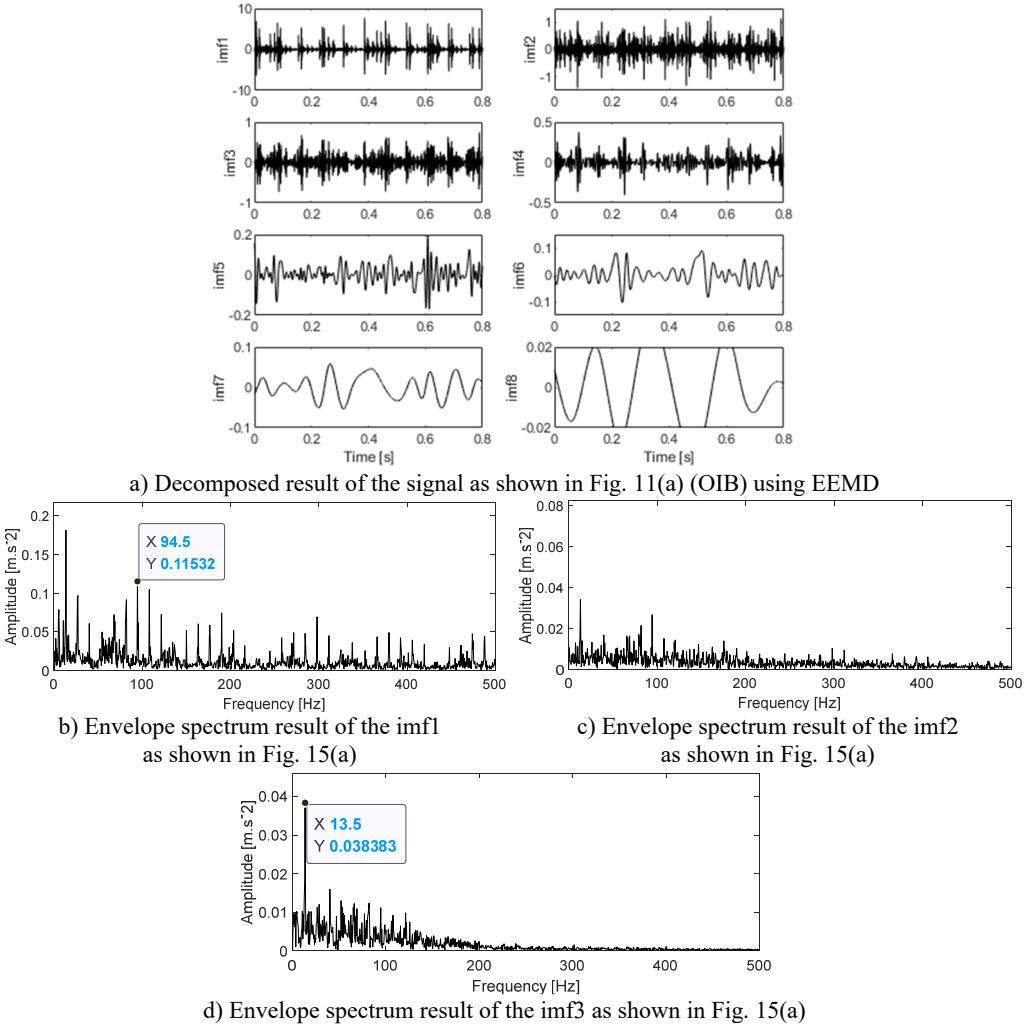 10
0
-10
imf1
0 0.2 0.4 0.6 0.8
1
0
-1
imf2
0 0.2 0.4 0.6 0.8
1
0
-1
imf3
0 0.2 0.4 0.6 0.8
0.5
0
-0.5
imf4
0 0.2 0.4 0.6 0.8
0.2
0
-0.2
imf5
0 0.2 0.4 0.6 0.8
0.1
0
-0.1
imf6
0 0.2 0.4 0.6 0.8
0.1
0
-0.1
imf7
0 0.2 0.4 0.6 0.8
Time [s]
0.02
0
-0.02
imf8
0 0.2 0.4 0.6 0.8
Time [s]
a) Decomposed result of the signal as shown in Fig. 11(a) (OIB) using EEMD
0.2
0.15
0.1
0.05
0
Amplitude [m.s-2]
X 94.5
Y 0.11532
0 100 200 300 400 500
Frequency [Hz]
b) Envelope spectrum result of the imf1
as shown in Fig. 15(a)
0.08
0.06
0.04
0.02
0
Amplitude [m.s-2]
0 100 200 300 400 500
Frequency [Hz]
c) Envelope spectrum result of the imf2
as shown in Fig. 15(a)
0.04
0.03
0.02
0.01
0
Amplitude [m.s-2]
X 13.5
Y 0.038383
0 100 200 300 400 500
Frequency [Hz]
d) Envelope spectrum result of the imf3 as shown in Fig. 15(a)